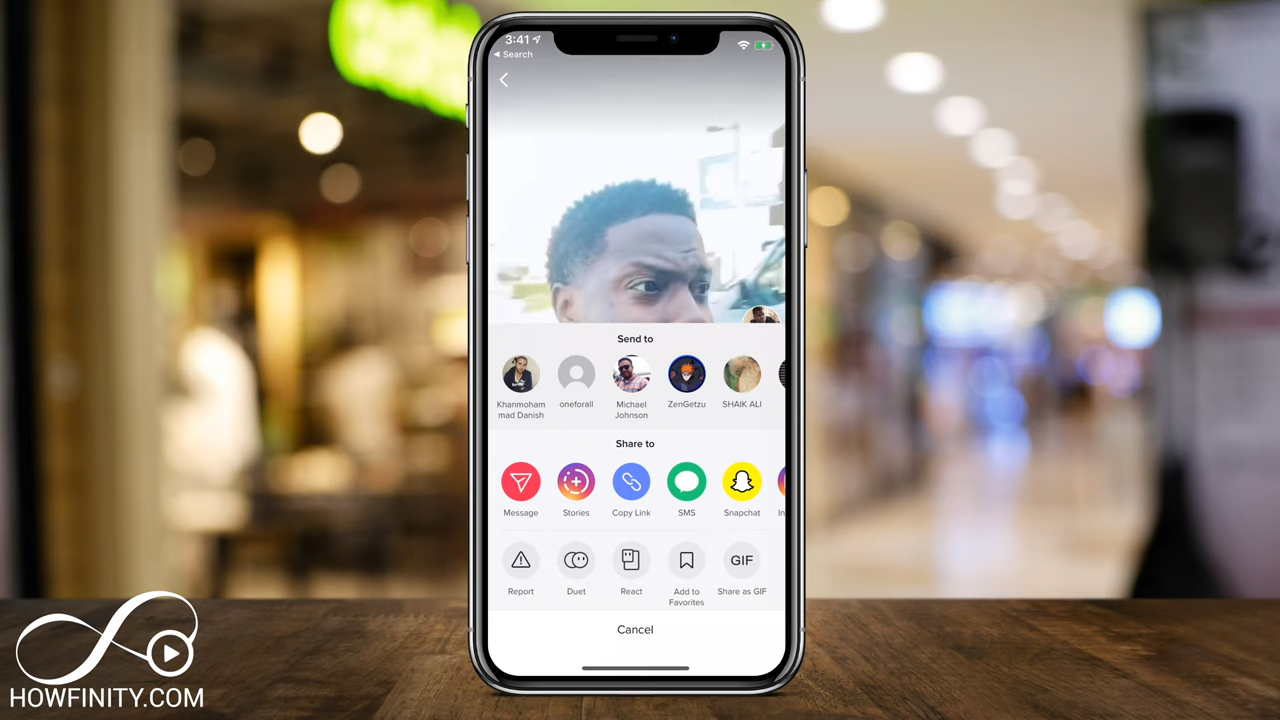 3:41
Search
Send to
Khanmoham
mad Danish
oneforall
Michael
Johnson
ZenGetzu
SHAIK ALI
Share to
Message
Stories
Copy Link
SMS
Snapchat
In
Report
Duet
React
Add to
Favorites
GIF
Share as GIF
Cancel
HOWFINITY.COM